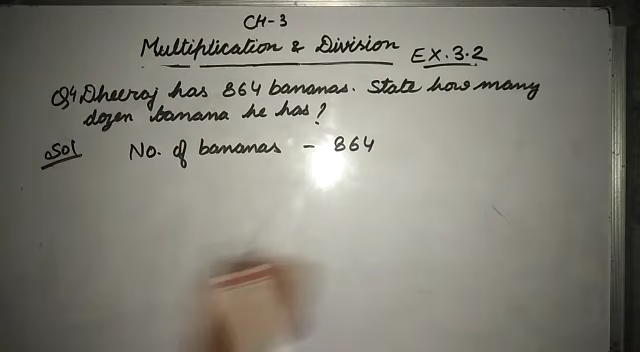 CH-3
Multiplication & Division EX.3.2
Q4 Dheeraj has 864 bananas. State how many
dozen banana he has?
Sol No. of bananas - 864